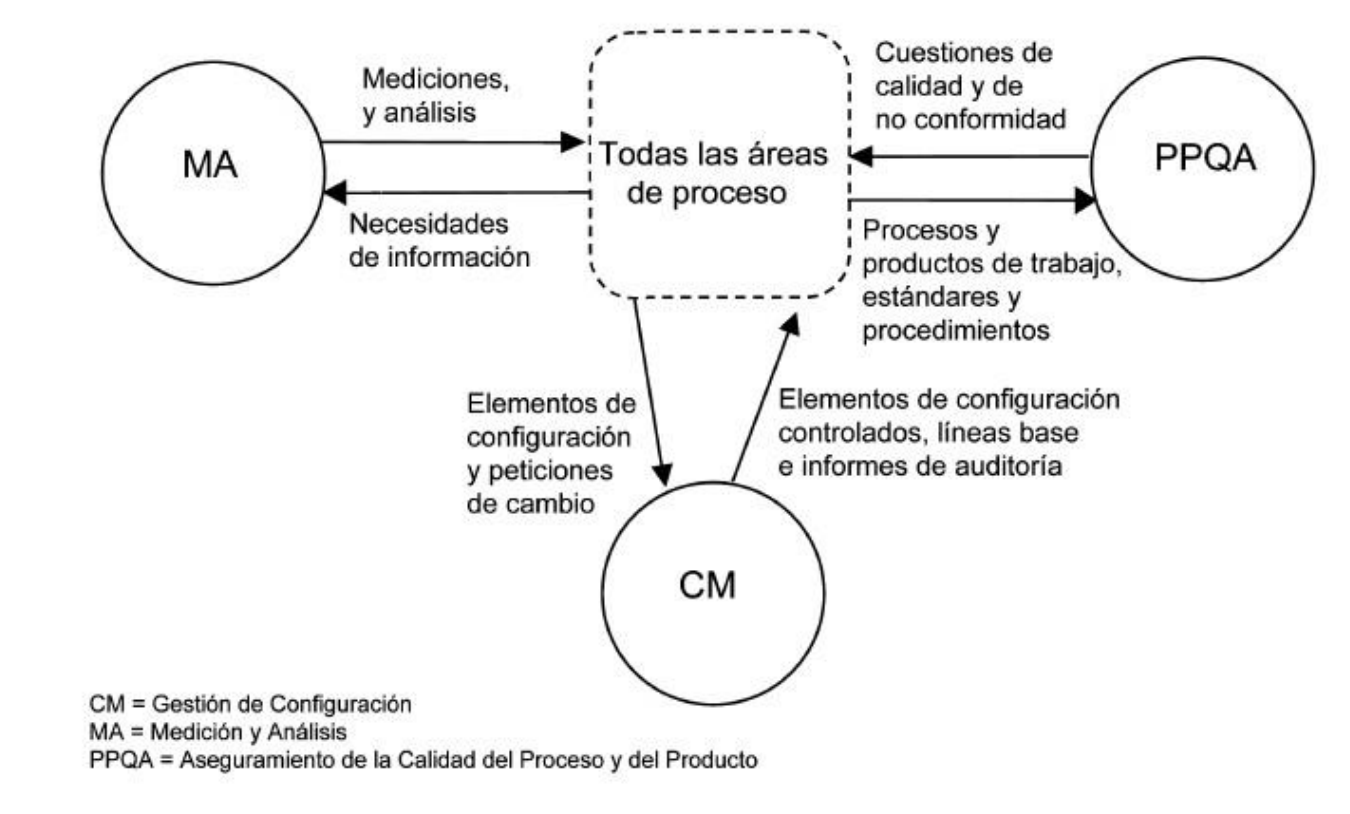 MA
Mediciones,
y análisis
Necesidades
de información
Todas las áreas
de proceso
Cuestiones de
calidad y de
no conformidad
PPQA
Procesos y
productos de trabajo,
estándares y
procedimientos
Elementos de
configuración
y peticiones
de cambio
Elementos de configuración
controlados, líneas base
e informes de auditoría
CM
CM = Gestión de Configuración
MA = Medición y Análisis
PPQA = Aseguramiento de la Calidad del Proceso y del Producto